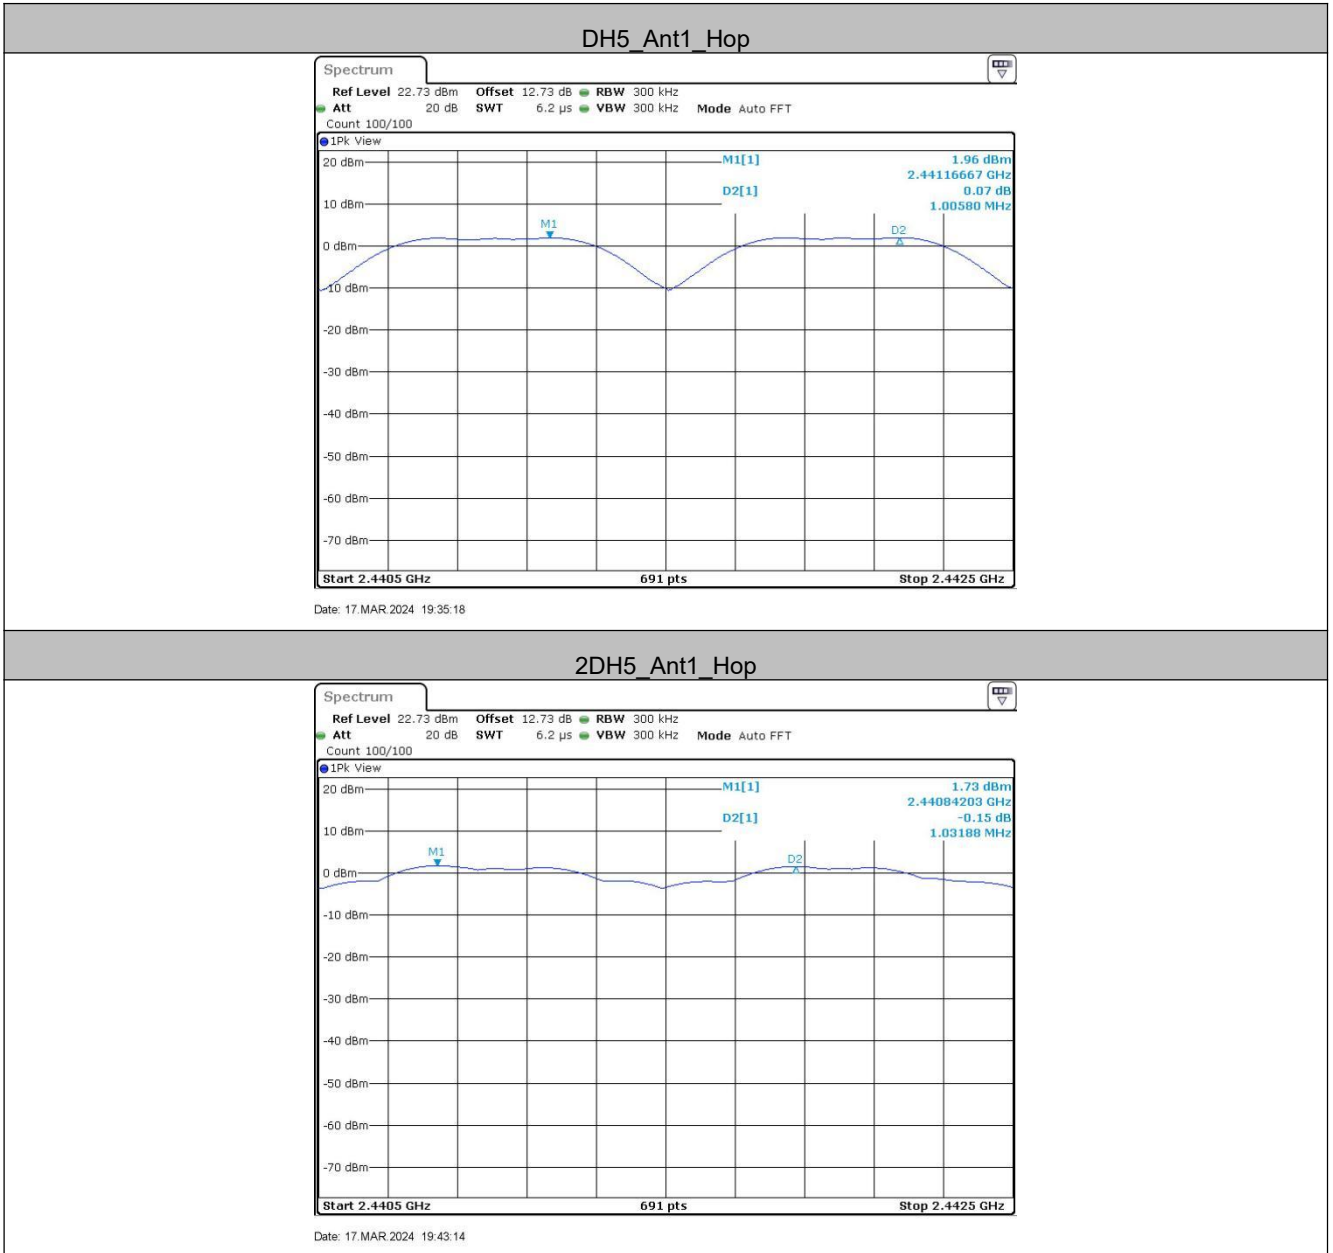 DH5_Ant1_Hop
Spectrum
Ref Level 22.73 dBm Offset 12.73 dB RBW 300 kHz
Att 20 dB SWT 6.2 µs VBW 300 kHz Mode Auto FFT
Count 100/100
1Pk View
M1[1] 1.96 dBm
2.44116667 GHz
D2[1] 0.07 dB
1.00580 MHz
20 dBm
10 dBm
M1
D2
0 dBm
-10 dBm
-20 dBm
-30 dBm
-40 dBm
-50 dBm
-60 dBm
-70 dBm
Start 2.4405 GHz 691 pts Stop 2.4425 GHz
Date: 17.MAR.2024 19:35:18
2DH5_Ant1_Hop
Spectrum
Ref Level 22.73 dBm Offset 12.73 dB RBW 300 kHz
Att 20 dB SWT 6.2 µs VBW 300 kHz Mode Auto FFT
Count 100/100
1Pk View
M1[1] 1.73 dBm
2.44084203 GHz
D2[1] -0.15 dB
1.03188 MHz
20 dBm
10 dBm
M1
D2
0 dBm
-10 dBm
-20 dBm
-30 dBm
-40 dBm
-50 dBm
-60 dBm
-70 dBm
Start 2.4405 GHz 691 pts Stop 2.4425 GHz
Date: 17.MAR.2024 19:43:14